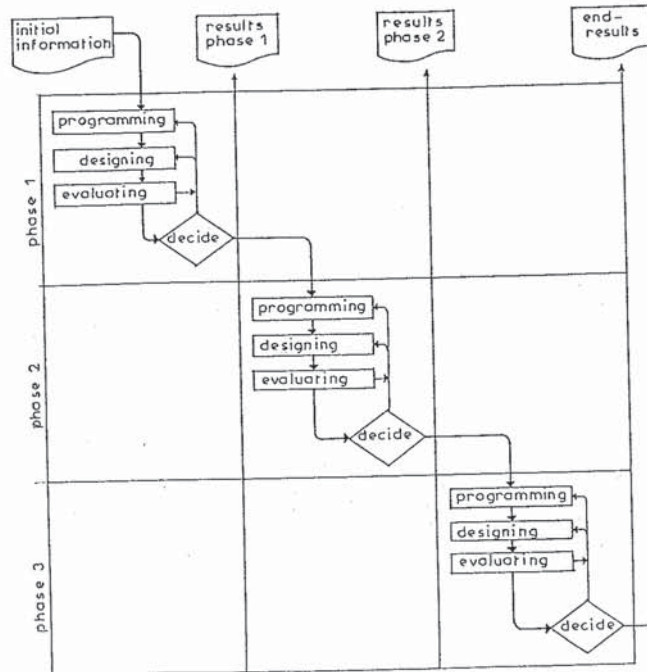 initial
information
results
phase 1
results
phase 2
end-
results
phase 1
programming
designing
evaluating
decide
phase 2
programming
designing
evaluating
decide
phase 3
programming
designing
evaluating
decide